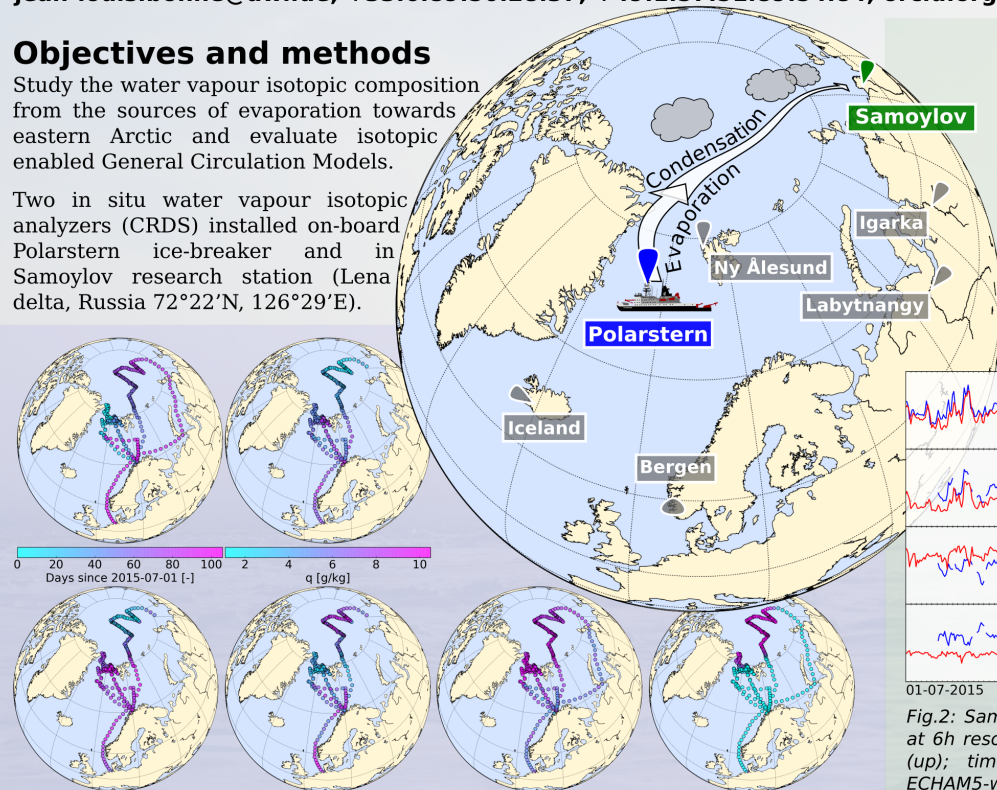 Objectives and methods
Study the water vapour isotopic composition
from the sources of evaporation towards
eastern Arctic and evaluate isotopic
enabled General Circulation Models.
Two in situ water vapour isotopic
analyzers (CRDS) installed on-board
Polarstern ice-breaker and in
Samoylov research station (Lena
delta, Russia 72°22’N, 126°29’E).
Samoylov
Condensation
Evaporation
Igarka
Ny Ålesund
Labytnangy
Polarstern
Iceland
Bergen
0 20 40 60 80 100
Days since 2015-07-01 [-]
2 4 6 8 10
q [g/kg]
01-07-2015
Fig.2: Sam
at 6h reso
(up); tim
ECHAM5-w